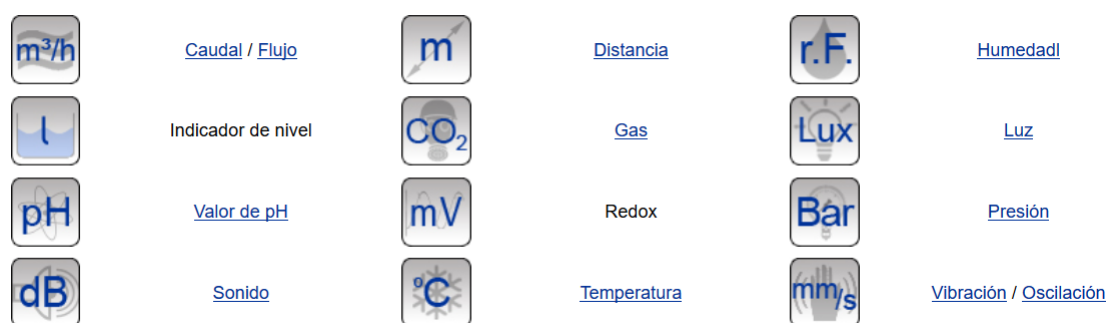 m³/h Caudal / Flujo m Distancia r.F. Humedadl
l Indicador de nivel CO₂ Gas Lux Luz
pH Valor de pH mV Redox Bar Presión
dB Sonido °C Temperatura mm/s Vibración / Oscilación